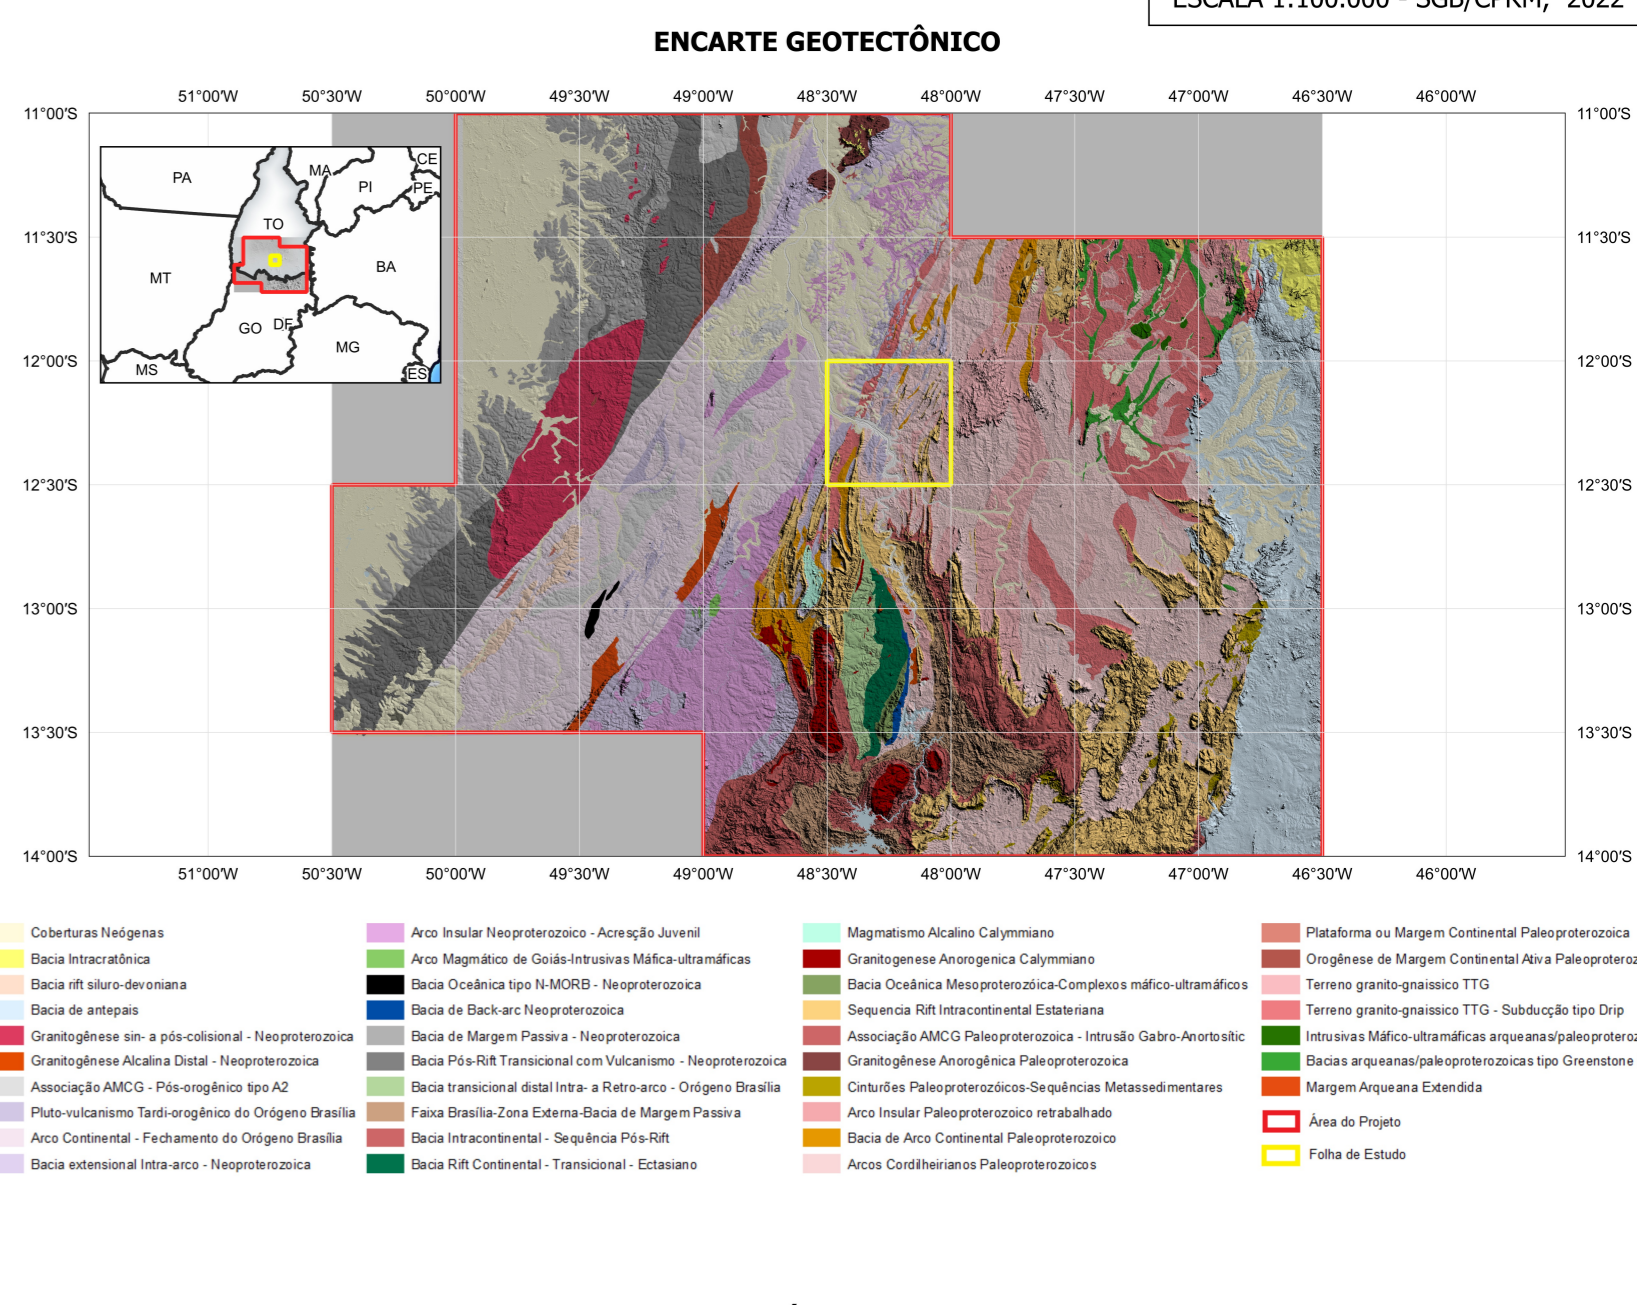 ESCALA 1:100.000 - SGB/CPRM, 2022
ENCARTE GEOTECTÔNICO
51°00'W 50°30'W 50°00'W 49°30'W 49°00'W 48°30'W 48°00'W 47°30'W 47°00'W 46°30'W 46°00'W
11°00'S 11°00'S
PA MA CE
PI PE
TO
11°30'S 11°30'S
MT BA
GO DF
MG
12°00'S 12°00'S
MS ES
12°30'S 12°30'S
13°00'S 13°00'S
13°30'S 13°30'S
14°00'S 14°00'S
51°00'W 50°30'W 50°00'W 49°30'W 49°00'W 48°30'W 48°00'W 47°30'W 47°00'W 46°30'W 46°00'W
Coberturas Neógenas
Bacia Intracratônica
Bacia rift siluro-devoniana
Bacia de antepais
Granitogênese sin- a pós-colisional - Neoproterozoica
Granitogênese Alcalina Distal - Neoproterozoica
Associação AMCG - Pós-orogênico tipo A2
Pluto-vulcanismo Tardi-orogênico do Orógeno Brasília
Arco Continental - Fechamento do Orógeno Brasília
Bacia extensional Intra-arco - Neoproterozoica
Arco Insular Neoproterozoico - Acresção Juvenil
Arco Magmático de Goiás-Intrusivas Máfica-ultramáficas
Bacia Oceânica tipo N-MORB - Neoproterozoica
Bacia de Back-arc Neoproterozoica
Bacia de Margem Passiva - Neoproterozoica
Bacia Pós-Rift Transicional com Vulcanismo - Neoproterozoica
Bacia transicional distal Intra- a Retro-arco - Orógeno Brasília
Faixa Brasília-Zona Externa-Bacia de Margem Passiva
Bacia Intracontinental - Sequência Pós-Rift
Bacia Rift Continental - Transicional - Ectasiano
Magmatismo Alcalino Calymmiano
Granitogenese Anorogenica Calymmiano
Bacia Oceânica Mesoproterozóica-Complexos máfico-ultramáficos
Sequencia Rift Intracontinental Estateriana
Associação AMCG Paleoproterozoica - Intrusão Gabro-Anortosític
Granitogênese Anorogênica Paleoproterozoica
Cinturões Paleoproterozóicos-Sequências Metassedimentares
Arco Insular Paleoproterozoico retrabalhado
Bacia de Arco Continental Paleoproterozoico
Arcos Cordilheirianos Paleoproterozoicos
Plataforma ou Margem Continental Paleoproterozoica
Orogênese de Margem Continental Ativa Paleoproteroz
Terreno granito-gnaissico TTG
Terreno granito-gnaissico TTG - Subducção tipo Drip
Intrusivas Máfico-ultramáficas arqueanas/paleoproteroz
Bacias arqueanas/paleoproterozoicas tipo Greenstone
Margem Arqueana Extendida
Área do Projeto
Folha de Estudo